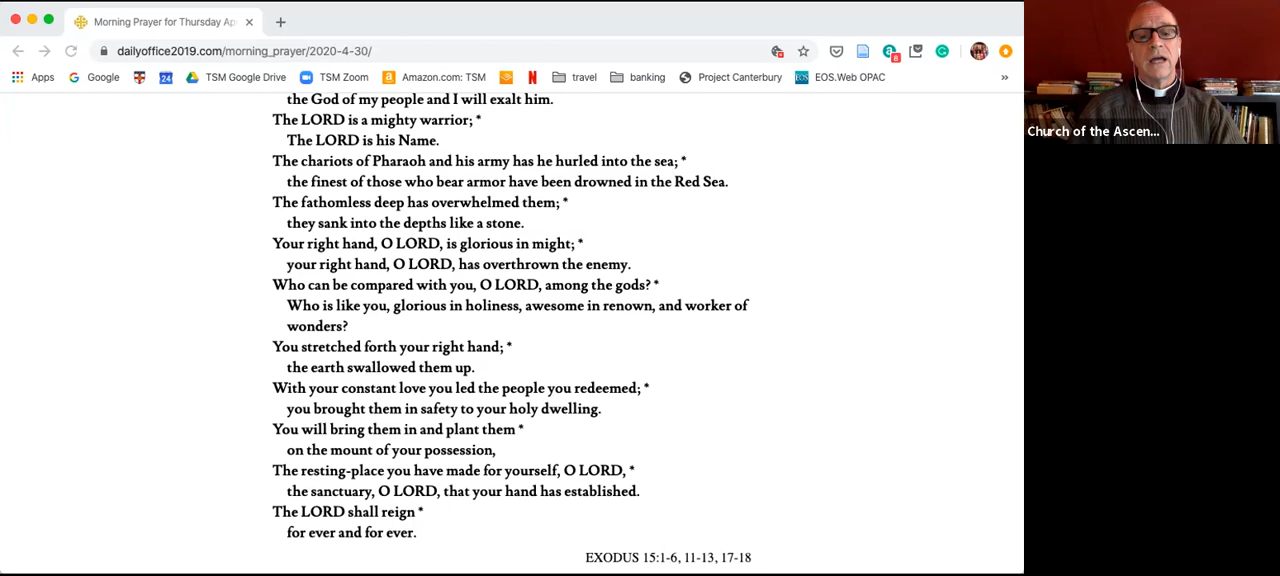 Morning Prayer for Thursday Ap
dailyoffice2019.com/morning_prayer/2020-4-30/
Apps Google 24 TSM Google Drive TSM Zoom Amazon.com: TSM N travel banking Project Canterbury EOS EOS.Web OPAC »
the God of my people and I will exalt him.
The LORD is a mighty warrior; *
The LORD is his Name.
The chariots of Pharaoh and his army has he hurled into the sea; *
the finest of those who bear armor have been drowned in the Red Sea.
The fathomless deep has overwhelmed them; *
they sank into the depths like a stone.
Your right hand, O LORD, is glorious in might; *
your right hand, O LORD, has overthrown the enemy.
Who can be compared with you, O LORD, among the gods? *
Who is like you, glorious in holiness, awesome in renown, and worker of
wonders?
You stretched forth your right hand; *
the earth swallowed them up.
With your constant love you led the people you redeemed; *
you brought them in safety to your holy dwelling.
You will bring them in and plant them *
on the mount of your possession,
The resting-place you have made for yourself, O LORD, *
the sanctuary, O LORD, that your hand has established.
The LORD shall reign *
for ever and for ever.
EXODUS 15:1-6, 11-13, 17-18
Church of the Ascen...